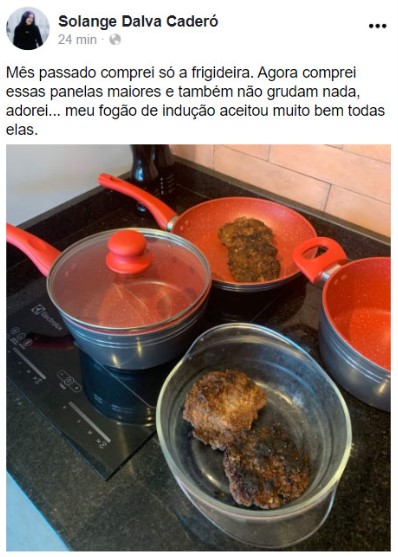 Solange Dalva Caderó
24 min ·
Mês passado comprei só a frigideira. Agora comprei
essas panelas maiores e também não grudam nada,
adorei... meu fogão de indução aceitou muito bem todas
elas.
Electrolux